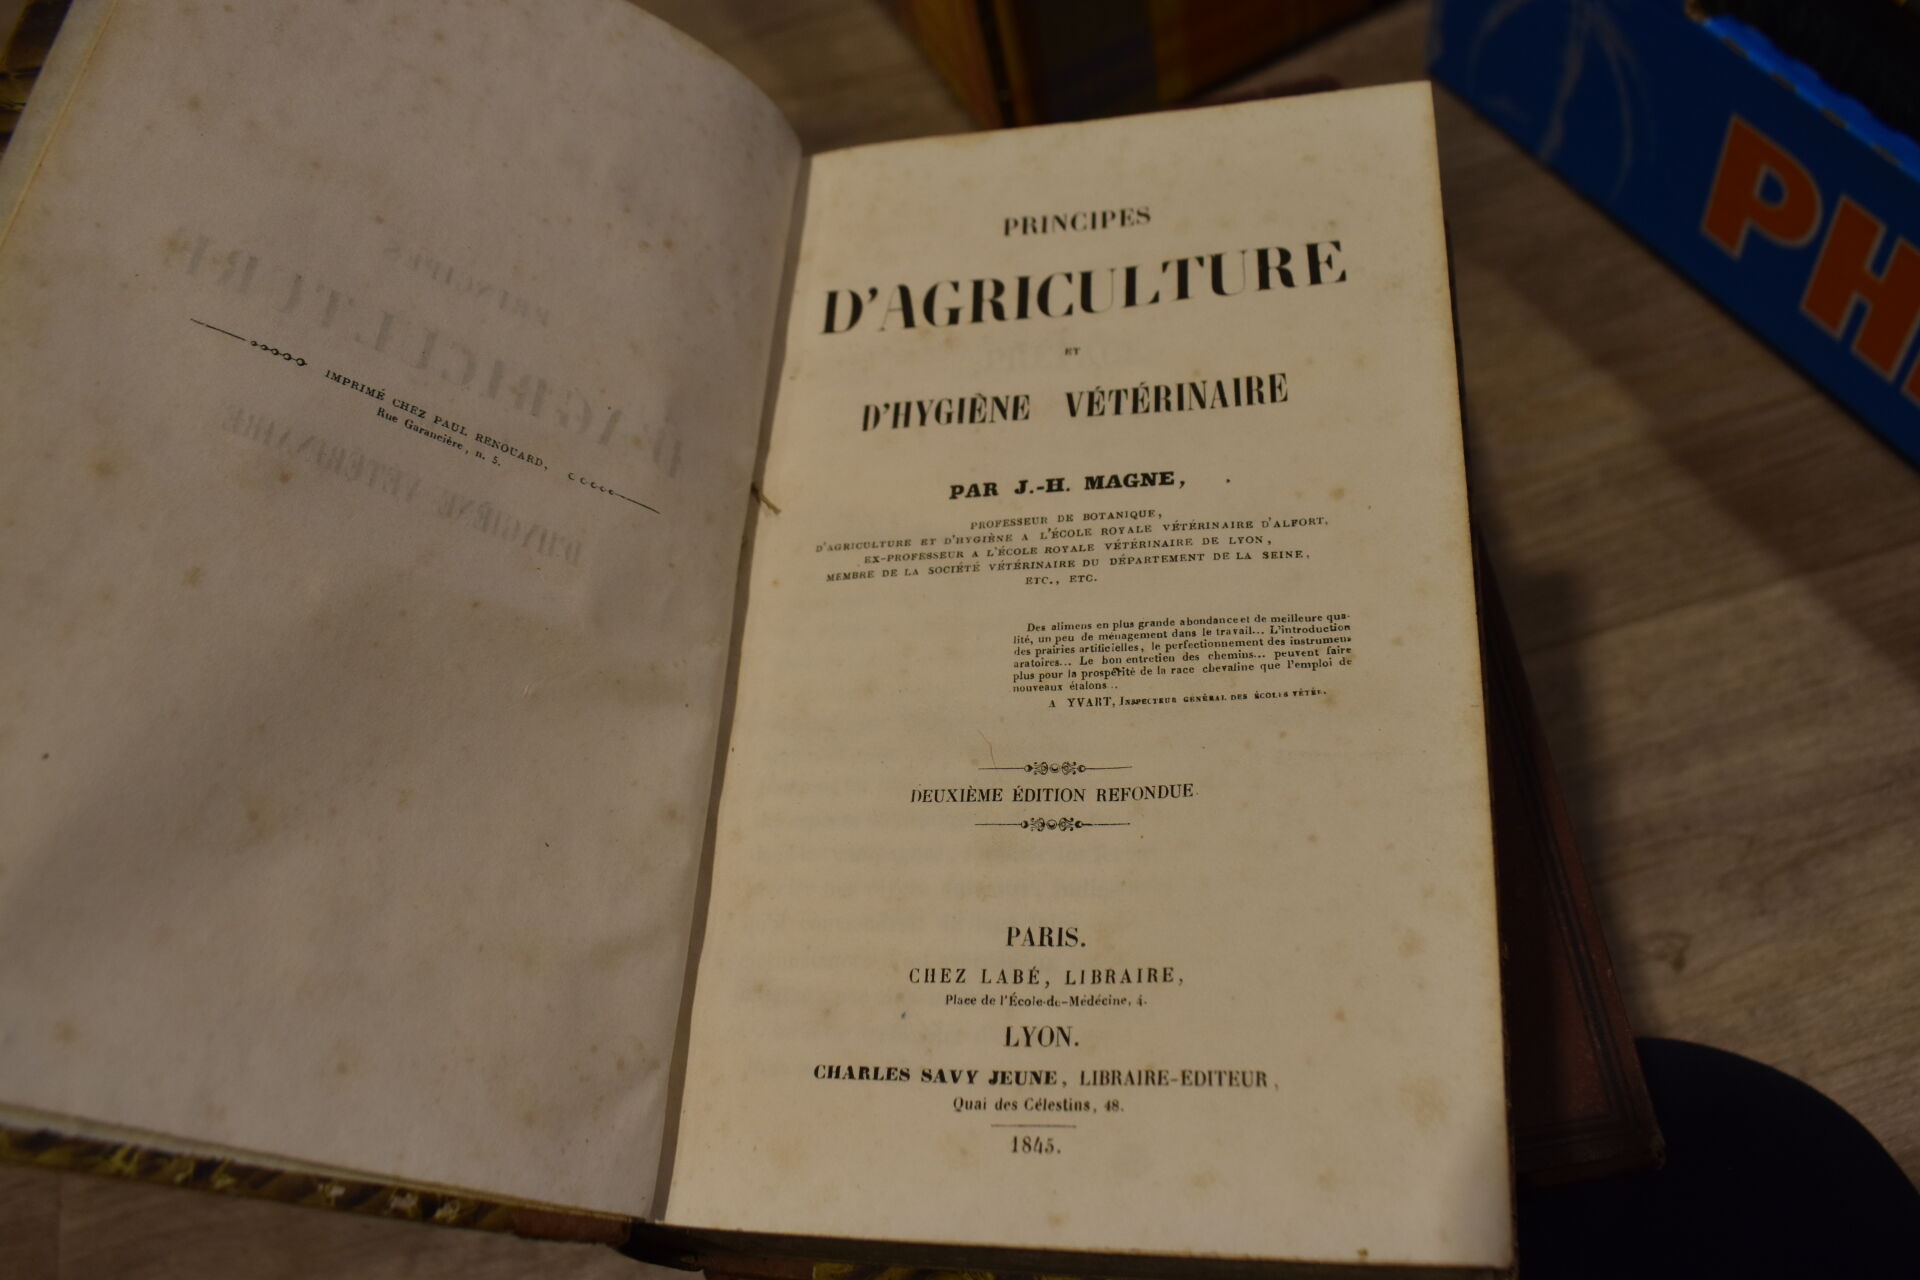 IMPRIMÉ CHEZ PAUL RENOUARD,
Rue Garancière, n. 5.
PRINCIPES
D'AGRICULTURE
ET
D'HYGIÈNE VÉTÉRINAIRE
PAR J.-H. MAGNE,
PROFESSEUR DE BOTANIQUE,
D'AGRICULTURE ET D'HYGIÈNE A L'ÉCOLE ROYALE VÉTÉRINAIRE D'ALFORT,
EX-PROFESSEUR A L'ÉCOLE ROYALE VÉTÉRINAIRE DE LYON,
MEMBRE DE LA SOCIÉTÉ VÉTÉRINAIRE DU DÉPARTEMENT DE LA SEINE,
ETC., ETC.
Des alimens en plus grande abondance et de meilleure qua-
lité, un peu de ménagement dans le travail... L'introduction
des prairies artificielles, le perfectionnement des instrumens
aratoires... Le bon entretien des chemins... peuvent faire
plus pour la prospérité de la race chevaline que l'emploi de
nouveaux étalons...
A YVART, INSPECTEUR GÉNÉRAL DES ÉCOLES VÉTÉR.
DEUXIÈME ÉDITION REFONDUE
PARIS.
CHEZ LABÉ, LIBRAIRE,
Place de l'École-de-Médécine, 4.
LYON.
CHARLES SAVY JEUNE, LIBRAIRE-EDITEUR,
Quai des Célestins, 48.
1845.
PH